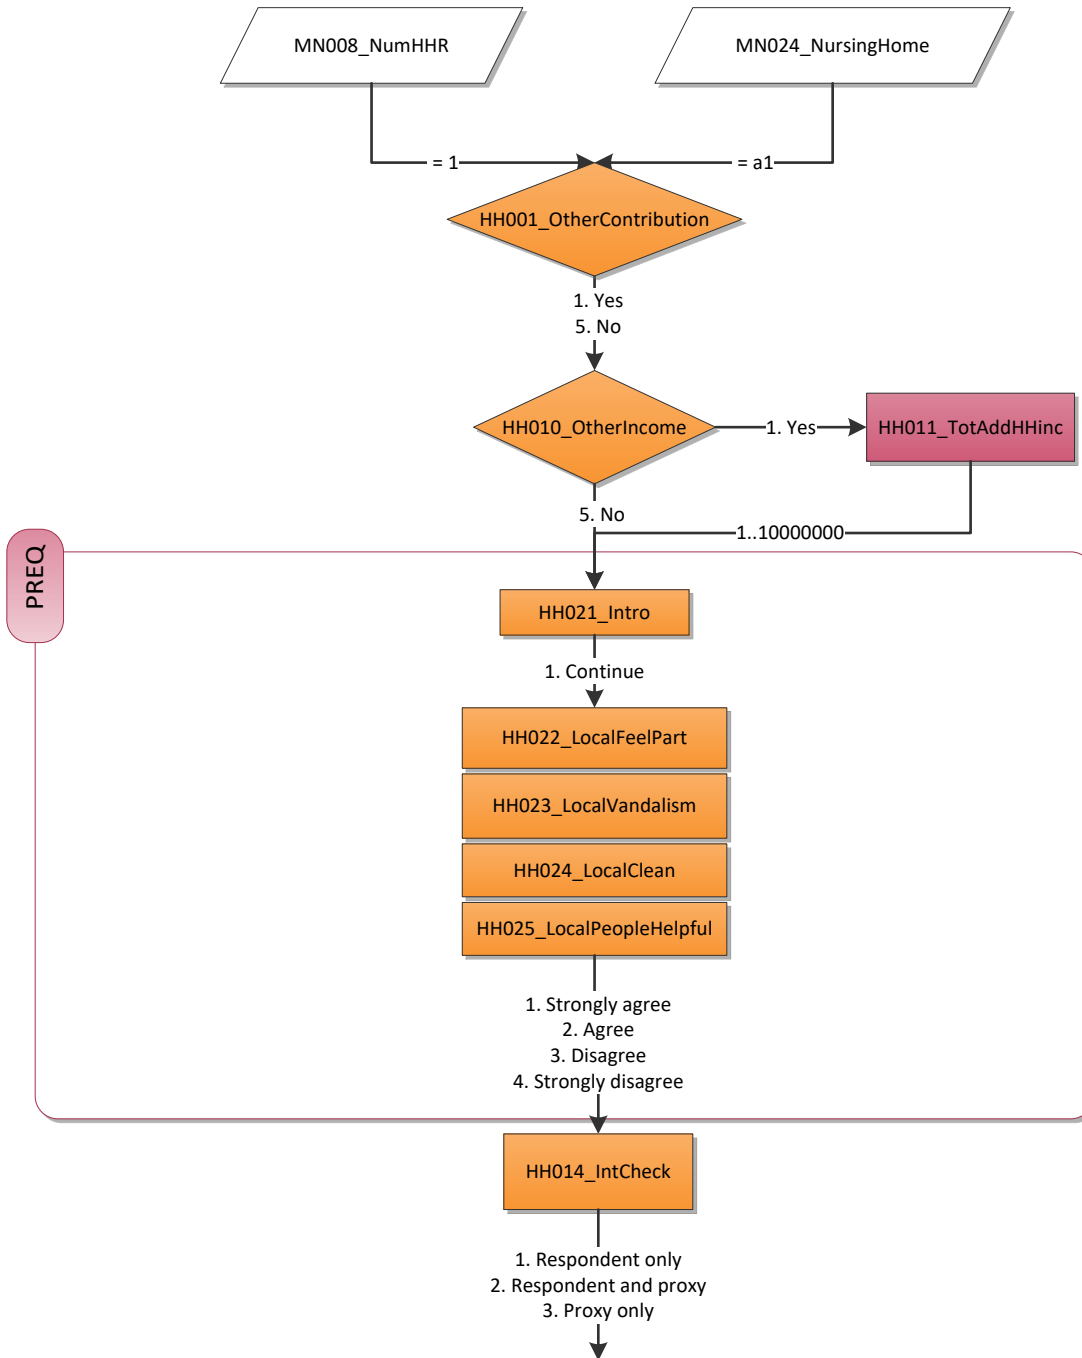 MN008_NumHHR
MN024_NursingHome
= 1
= a1
HH001_OtherContribution
1. Yes
5. No
HH010_OtherIncome
1. Yes
HH011_TotAddHHinc
5. No
1..10000000
PREQ
HH021_Intro
1. Continue
HH022_LocalFeelPart
HH023_LocalVandalism
HH024_LocalClean
HH025_LocalPeopleHelpful
1. Strongly agree
2. Agree
3. Disagree
4. Strongly disagree
HH014_IntCheck
1. Respondent only
2. Respondent and proxy
3. Proxy only